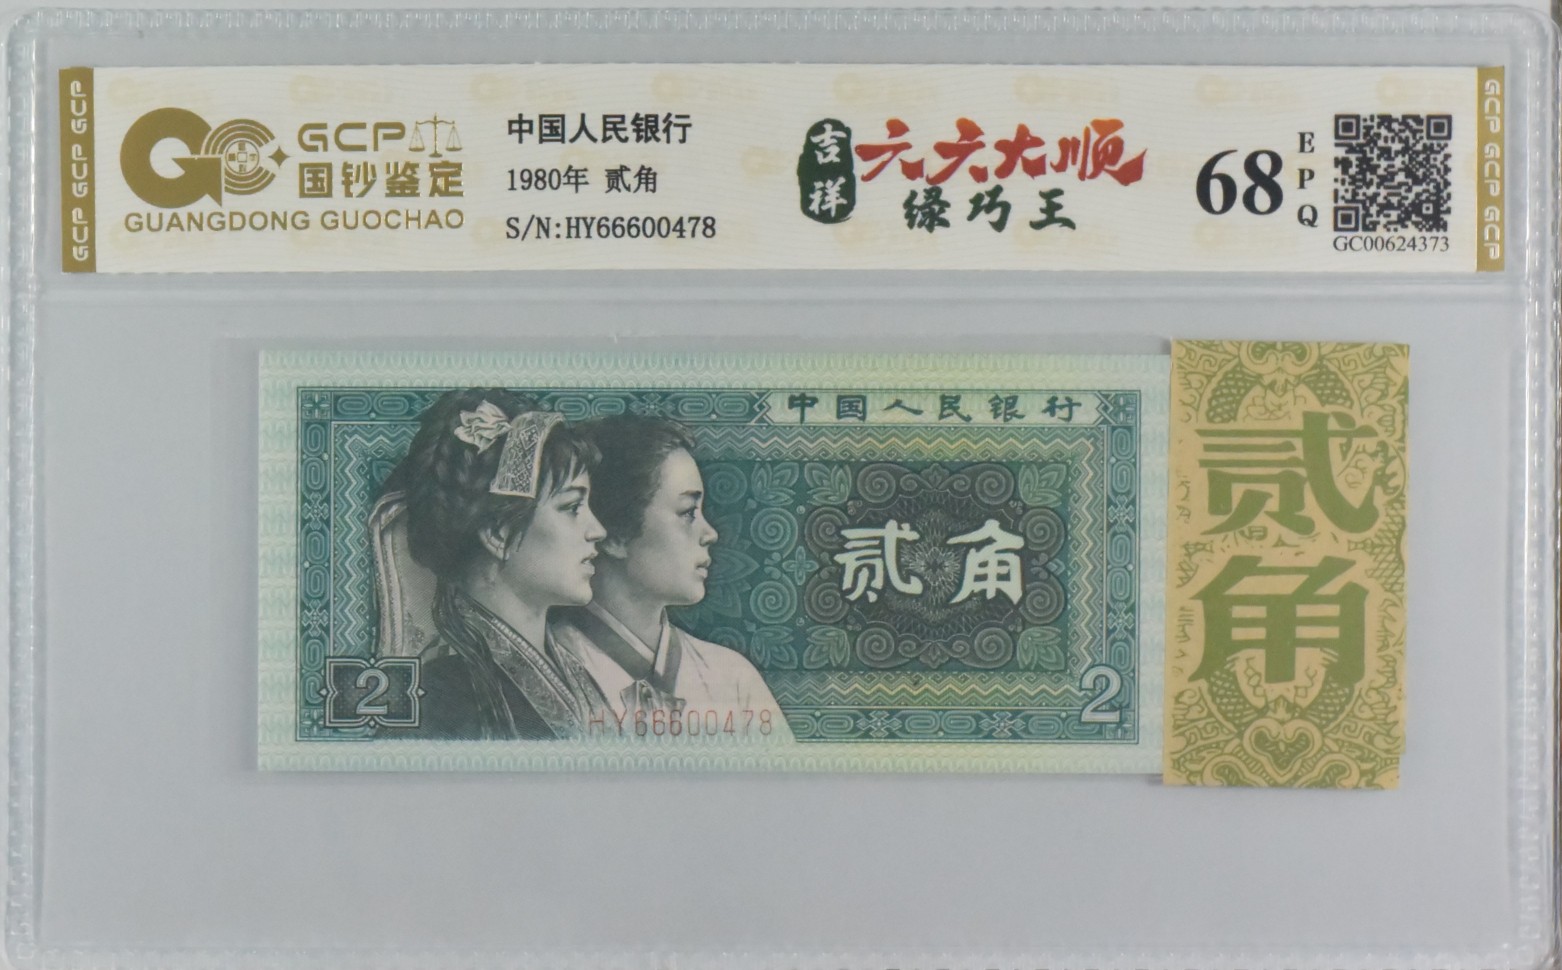 GCP
国钞鉴定
GUANGDONG GUOCHAO
中国人民银行
1980年 贰角
S/N:HY66600478
吉祥
六六大顺
绿巧王
68
EPQ
GC00624373
GCP GCP GCP
GCP GCP GCP
中国人民银行
贰角
2
2
HY66600478
贰角